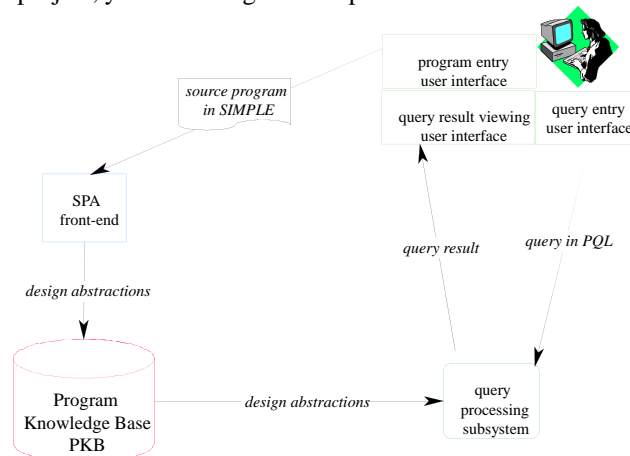 program entry
user interface
source program
in SIMPLE
query result viewing
user interface
query entry
user interface
SPA
front-end
query result
query in PQL
design abstractions
Program
Knowledge Base
PKB
design abstractions
query
processing
subsystem